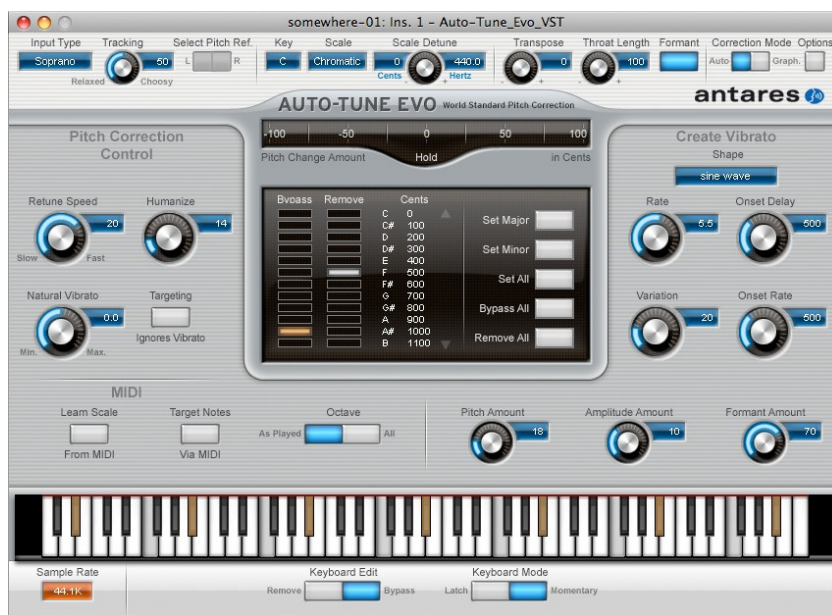 somewhere-01: Ins. 1 - Auto-Tune_Evo_VST
Input Type Tracking Select Pitch Ref. Key Scale Scale Detune Transpose Throat Length Formant Correction Mode Options
Soprano 50 L R C Chromatic 0 440.0 0 100 Auto Graph.
Relaxed Choosy Cents Hertz - + - +
antares
AUTO-TUNE EVO World Standard Pitch Correction
-100 -50 0 50 100
Pitch Change Amount Hold in Cents
Pitch Correction
Control
Retune Speed Humanize
20 14
Slow Fast
Natural Vibrato Targeting
0.0
Min. Max. Ignores Vibrato
Bypass Remove Cents
C 0
C# 100
D 200
D# 300
E 400
F 500
F# 600
G 700
G# 800
A 900
A# 1000
B 1100
Set Major
Set Minor
Set All
Bypass All
Remove All
Create Vibrato
Shape
sine wave
Rate Onset Delay
5.5 500
Variation Onset Rate
20 500
MIDI
Learn Scale Target Notes Octave
As Played All
From MIDI Via MIDI
Pitch Amount Amplitude Amount Formant Amount
18 10 70
Sample Rate Keyboard Edit Keyboard Mode
44.1K Remove Bypass Latch Momentary